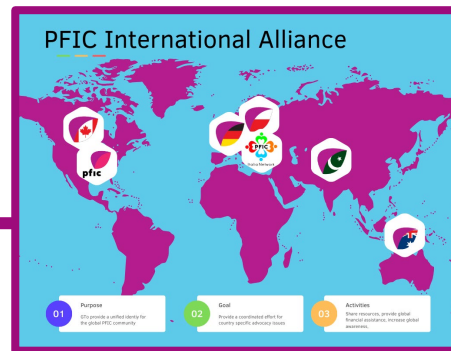 PFIC International Alliance
pfic
PFIC
01
Purpose
GTo provide a unified identity for
the global PFIC community
02
Goal
Provide a coordinated effort for
country-specific advocacy issues
03
Activities
Share resources, provide global
financial assistance, increase global
awareness.